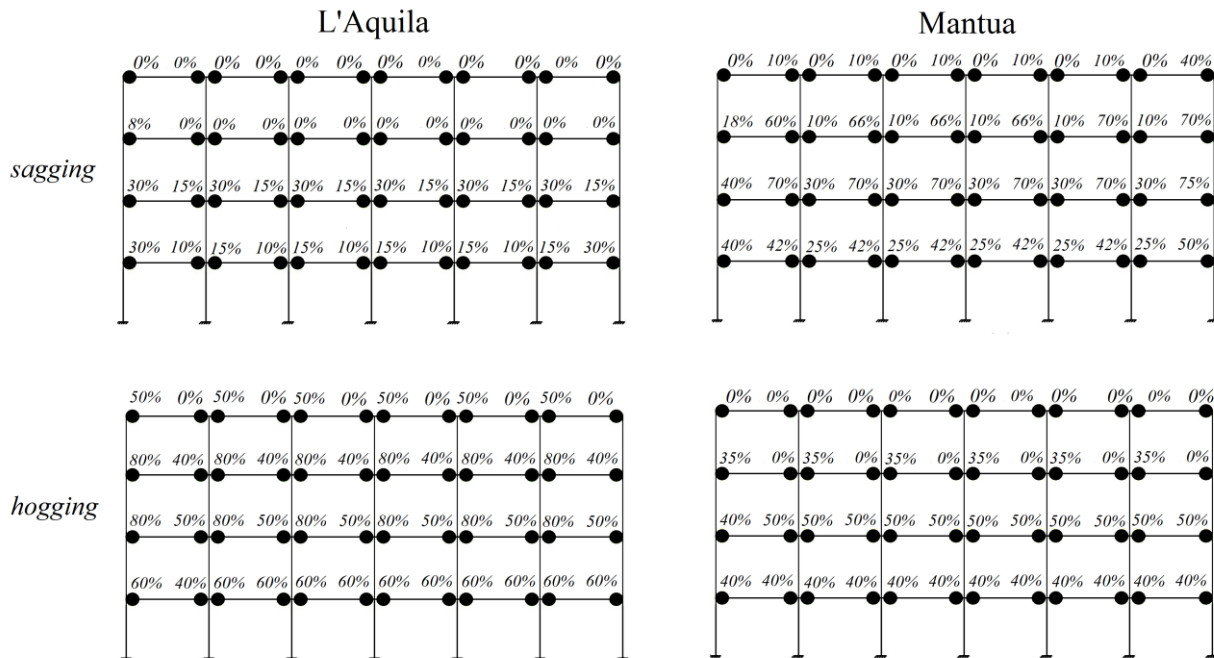 L'Aquila Mantua
0% 0% 0% 0% 0% 0% 0% 0% 0% 0% 0% 0% 0% 10% 0% 10% 0% 10% 0% 10% 0% 10% 0% 40%
8% 0% 0% 0% 0% 0% 0% 0% 0% 0% 0% 0% 18% 60% 10% 66% 10% 66% 10% 66% 10% 70% 10% 70%
sagging
30% 15% 30% 15% 30% 15% 30% 15% 30% 15% 30% 15% 40% 70% 30% 70% 30% 70% 30% 70% 30% 70% 30% 75%
30% 10% 15% 10% 15% 10% 15% 10% 15% 10% 15% 30% 40% 42% 25% 42% 25% 42% 25% 42% 25% 42% 25% 50%
50% 0% 50% 0% 50% 0% 50% 0% 50% 0% 50% 0% 0% 0% 0% 0% 0% 0% 0% 0% 0% 0% 0% 0%
80% 40% 80% 40% 80% 40% 80% 40% 80% 40% 80% 40% 35% 0% 35% 0% 35% 0% 35% 0% 35% 0% 35% 0%
hogging
80% 50% 80% 50% 80% 50% 80% 50% 80% 50% 80% 50% 40% 50% 50% 50% 50% 50% 50% 50% 50% 50% 50% 50%
60% 40% 60% 60% 60% 60% 60% 60% 60% 60% 60% 60% 40% 40% 40% 40% 40% 40% 40% 40% 40% 40% 40% 40%